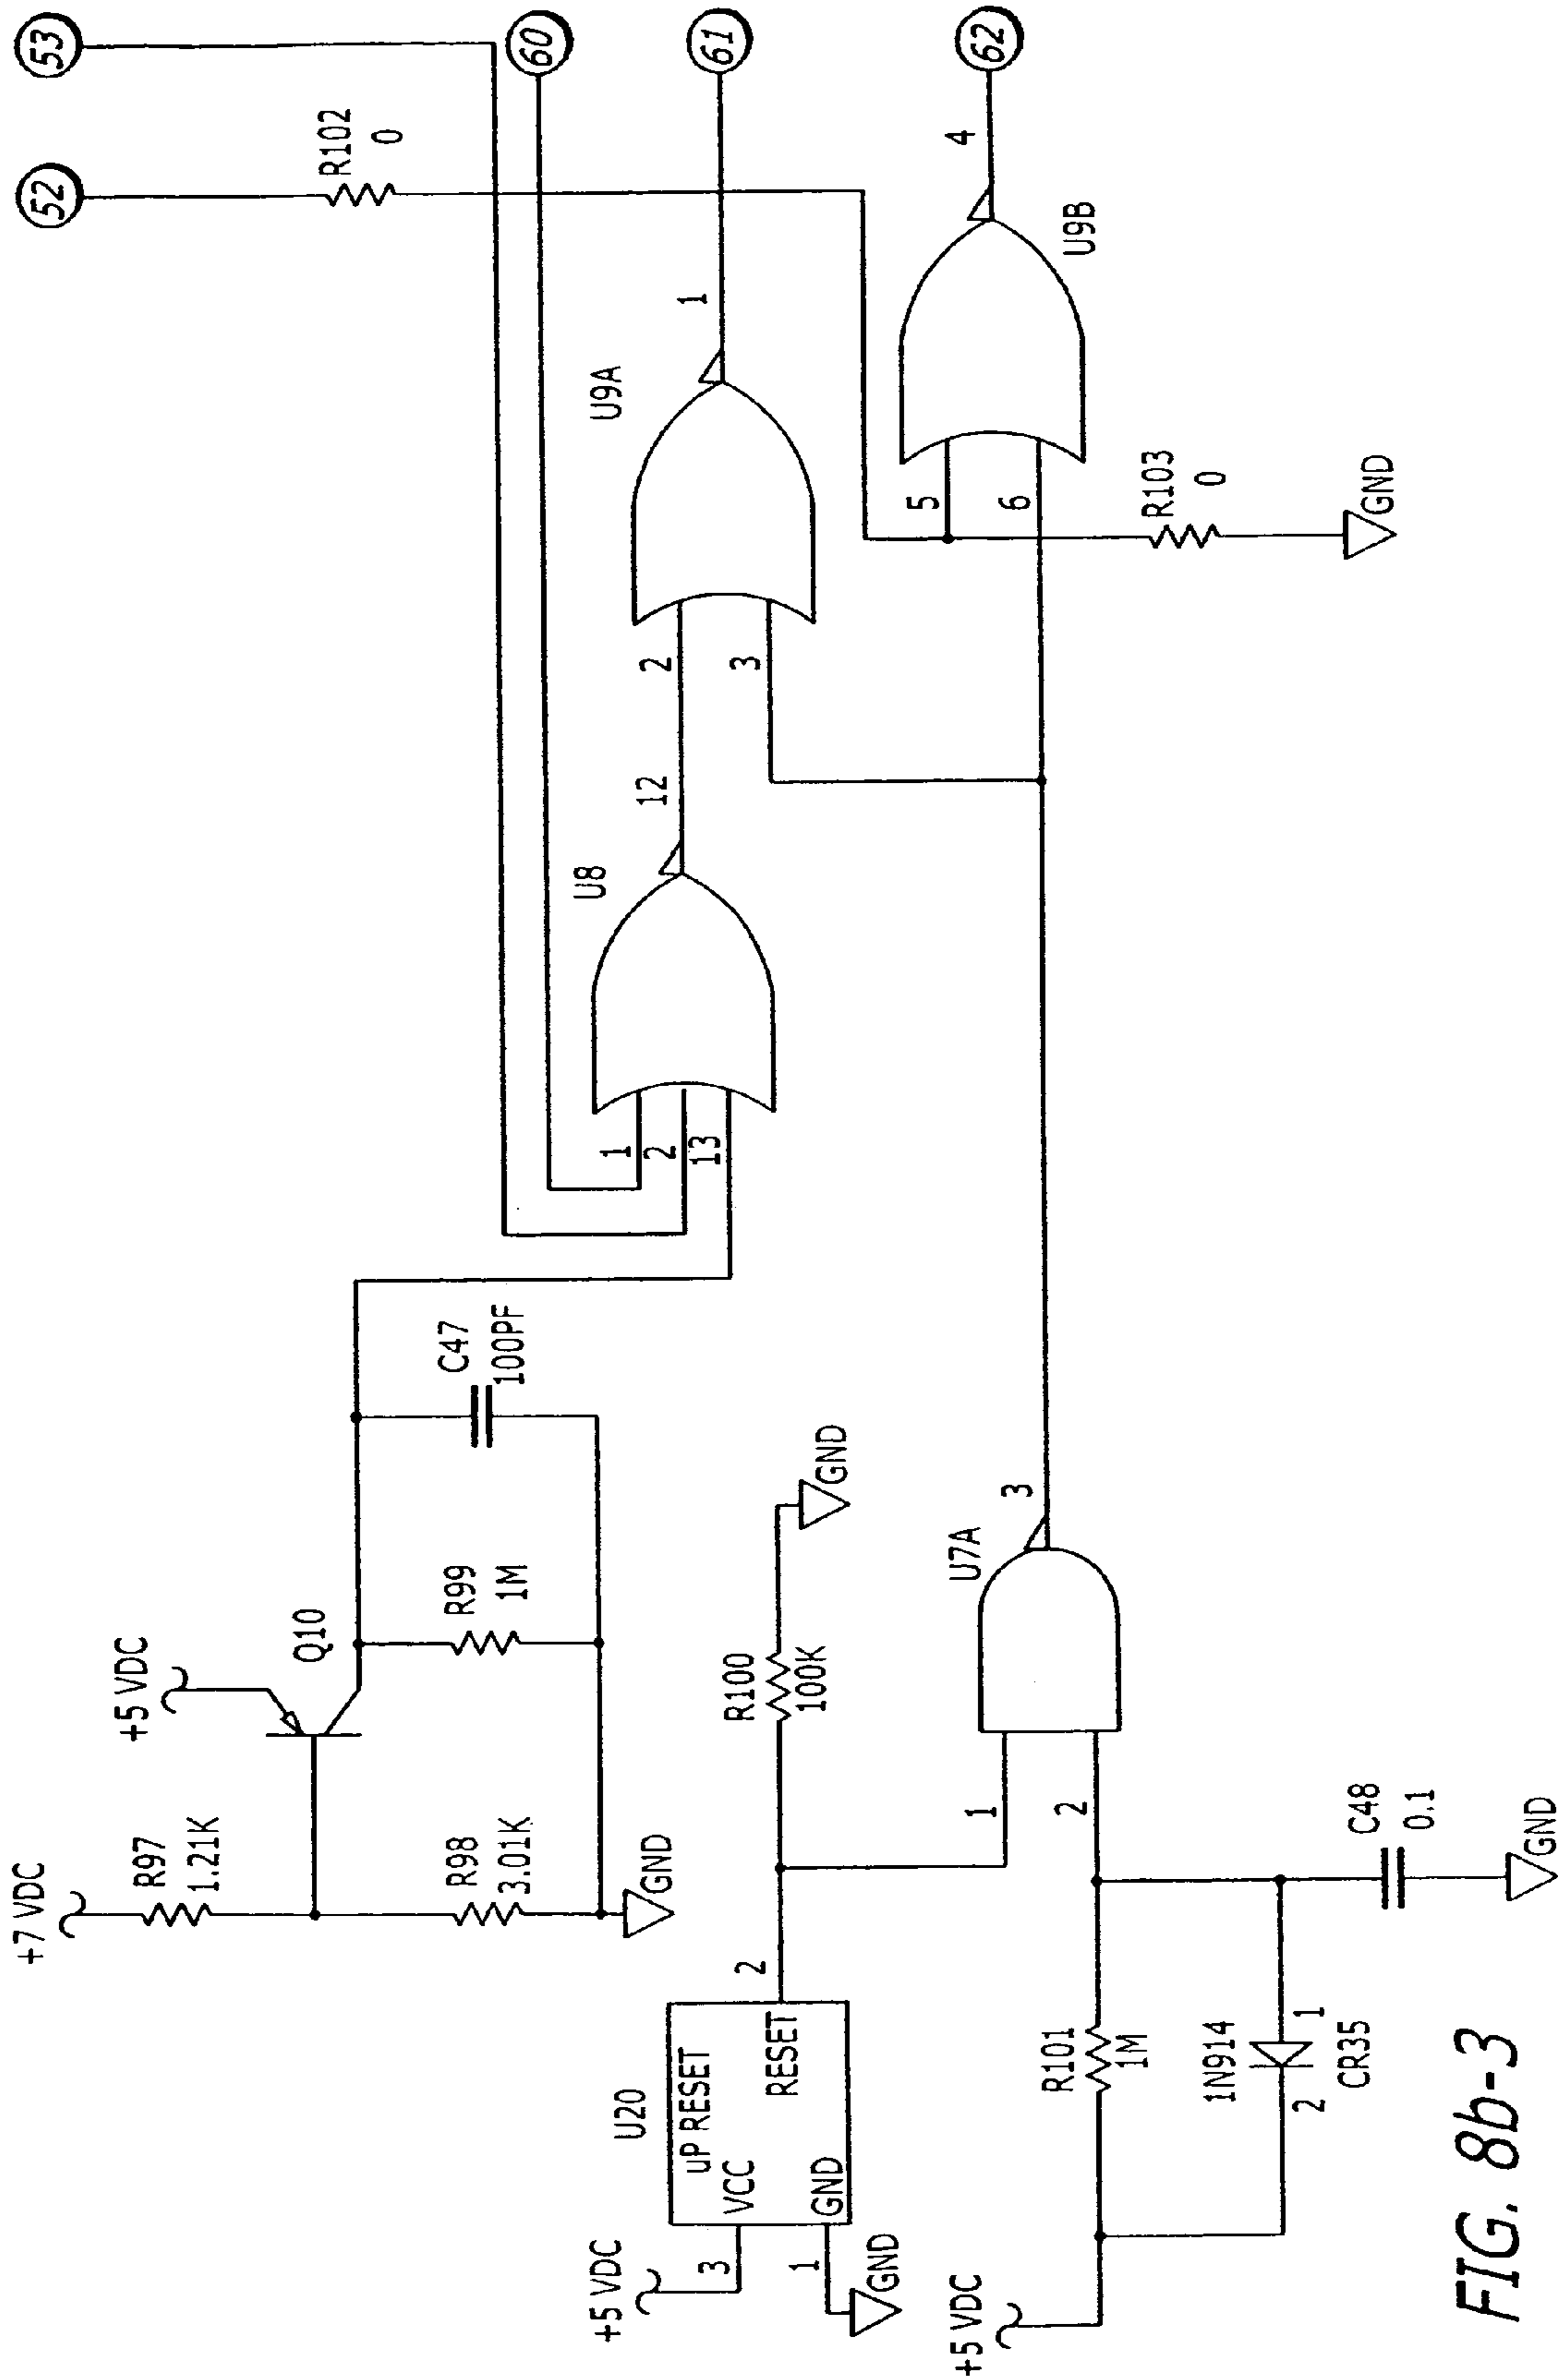 53
52
60
61
62
R102
0
4
U9B
1
U9A
5
6
R103
0
GND
2
3
12
U8
1
2
13
C47
100PF
+5 VDC
Q10
R99
1M
+7 VDC
R97
1.21K
R98
3.01K
GND
R100
100K
GND
U7A
3
1
2
U20
uP RESET
VCC
RESET
GND
2
+5 VDC
3
1
GND
+5 VDC
R101
1M
1N914
2
1
CR35
C48
0.1
GND
FIG. 8b-3